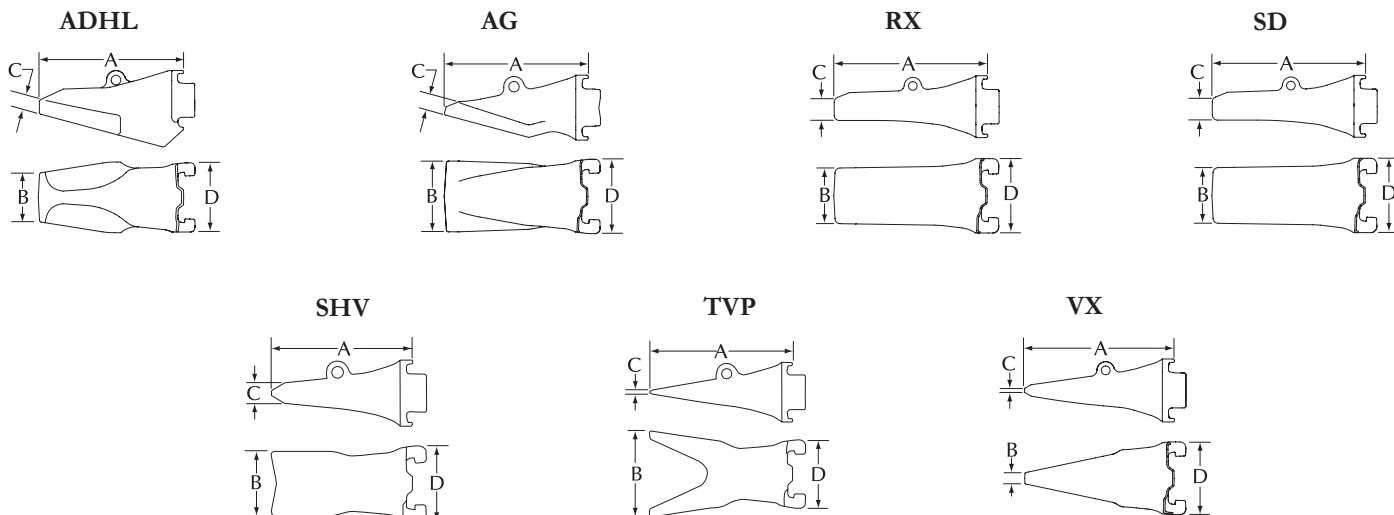 ADHL AG RX SD
A A A A
C C C C
B D B D B D B D
SHV TVP VX
A A A
C C C
B D B D B D